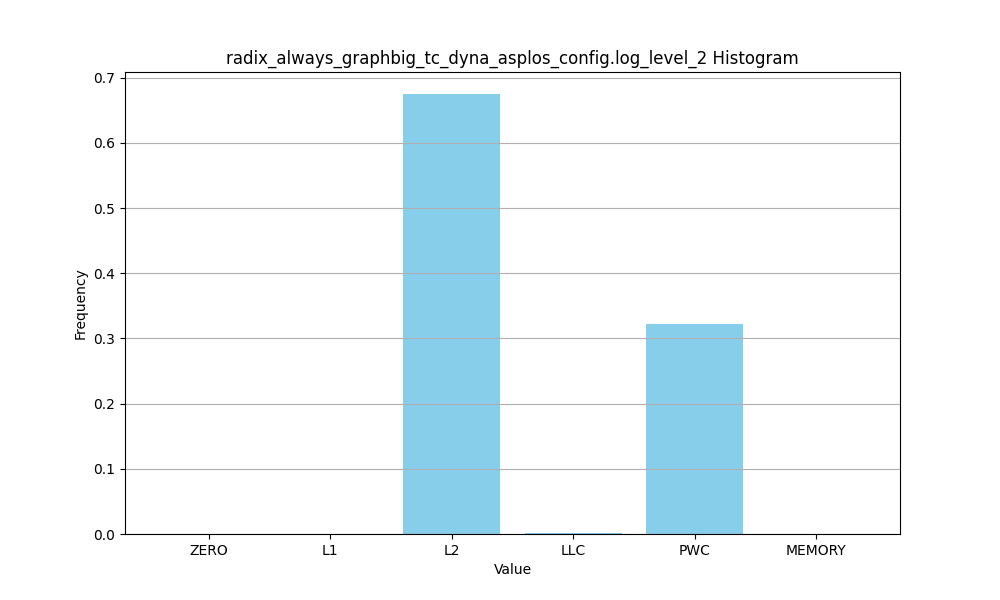 radix_always_graphbig_tc_dyna_asplos_config.log_level_2 Histogram
0.7
0.6
0.5
0.4
0.3
0.2
0.1
0.0
Frequency
ZERO L1 L2 LLC PWC MEMORY
Value